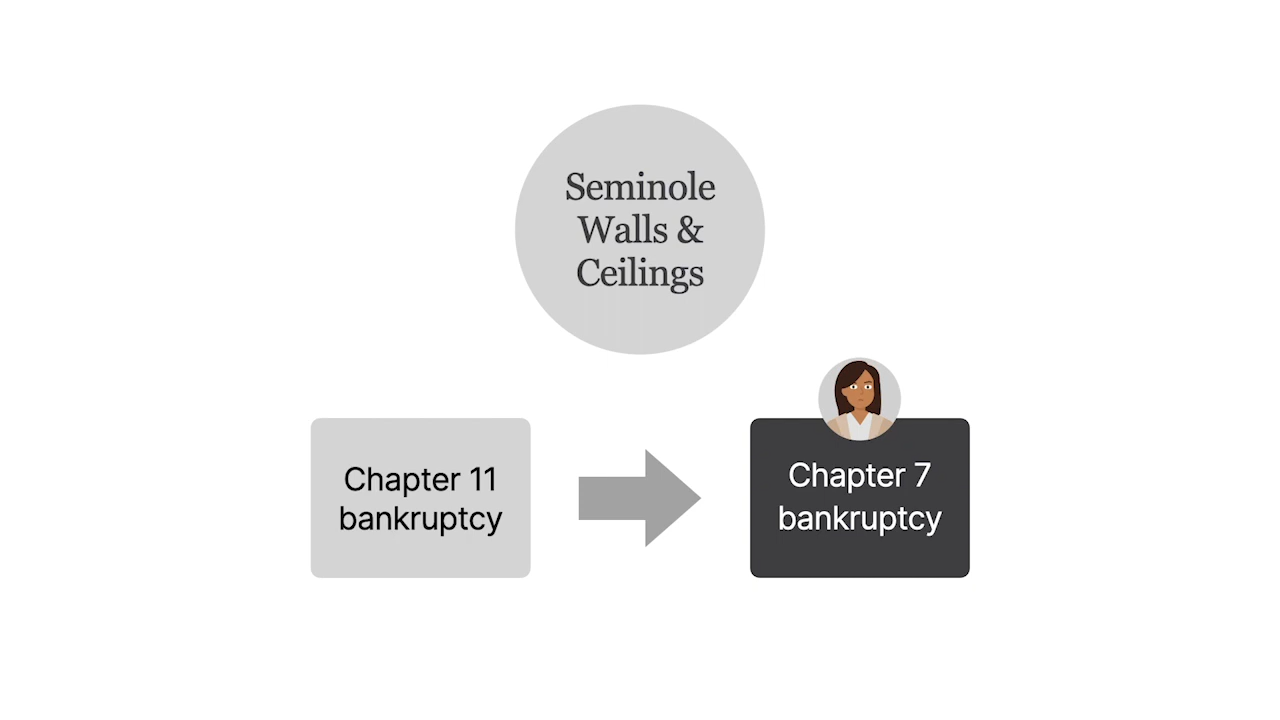 Seminole
Walls &
Ceilings
Chapter 11
bankruptcy
Chapter 7
bankruptcy